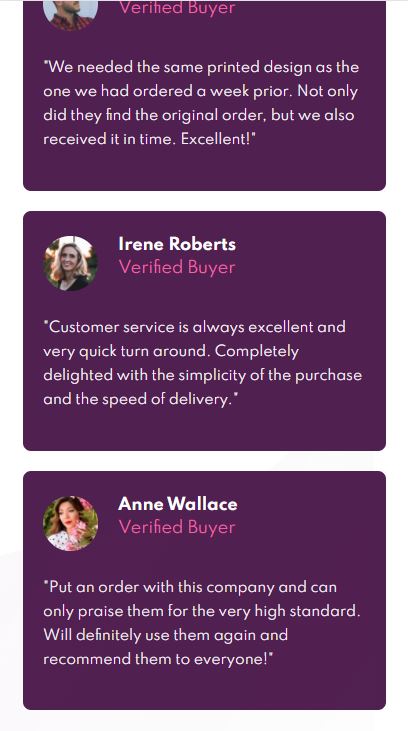 Verified Buyer
"We needed the same printed design as the
one we had ordered a week prior. Not only
did they find the original order, but we also
received it in time. Excellent!"
Irene Roberts
Verified Buyer
"Customer service is always excellent and
very quick turn around. Completely
delighted with the simplicity of the purchase
and the speed of delivery."
Anne Wallace
Verified Buyer
"Put an order with this company and can
only praise them for the very high standard.
Will definitely use them again and
recommend them to everyone!"